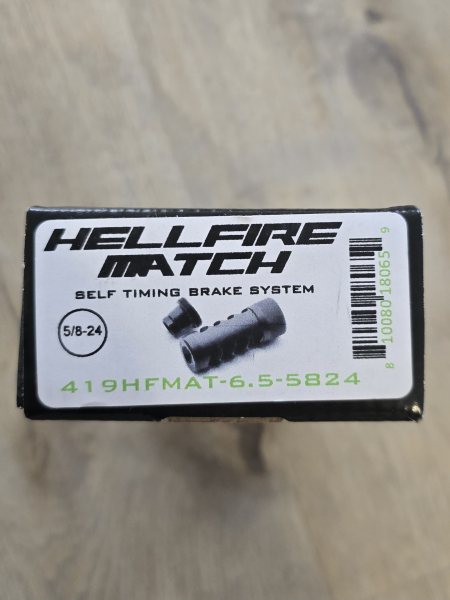 HELLFIRE
MATCH
SELF TIMING BRAKE SYSTEM
5/8-24
419HFMAT-6.5-5824
8 10080 18065 9